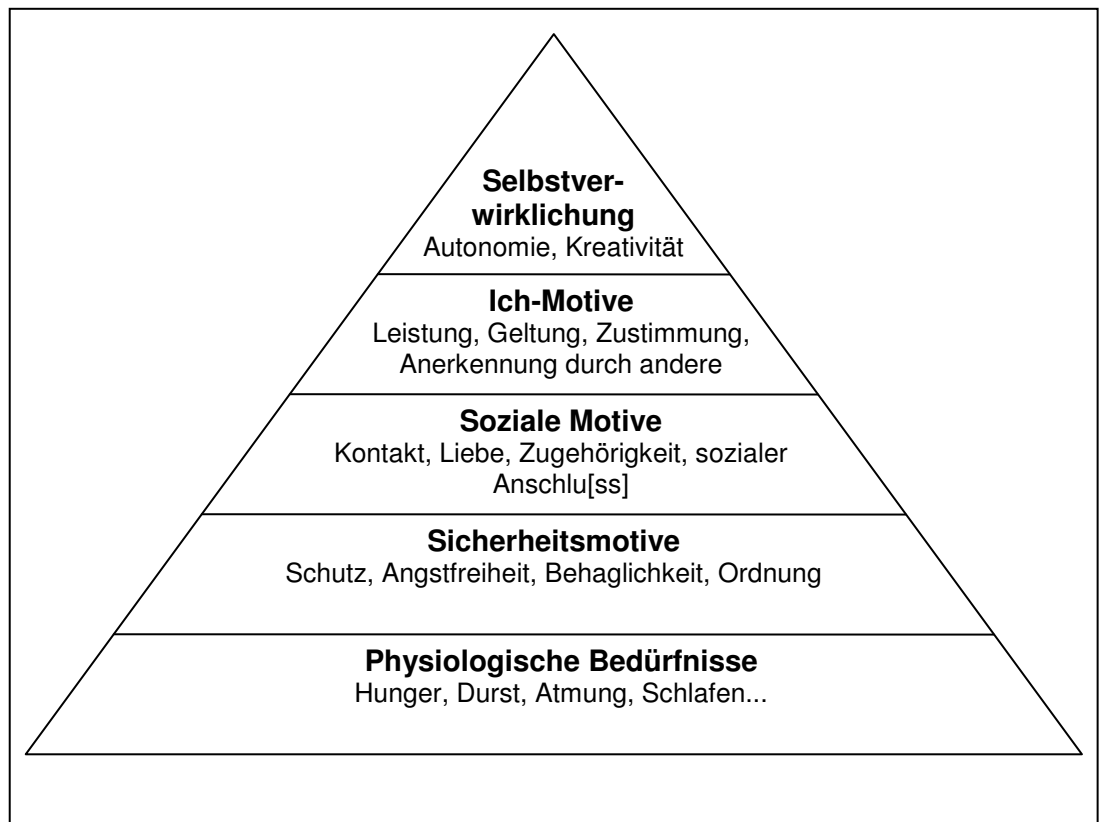 Selbstver-
wirklichung
Autonomie, Kreativität
Ich-Motive
Leistung, Geltung, Zustimmung,
Anerkennung durch andere
Soziale Motive
Kontakt, Liebe, Zugehörigkeit, sozialer
Anschlu[ss]
Sicherheitsmotive
Schutz, Angstfreiheit, Behaglichkeit, Ordnung
Physiologische Bedürfnisse
Hunger, Durst, Atmung, Schlafen...